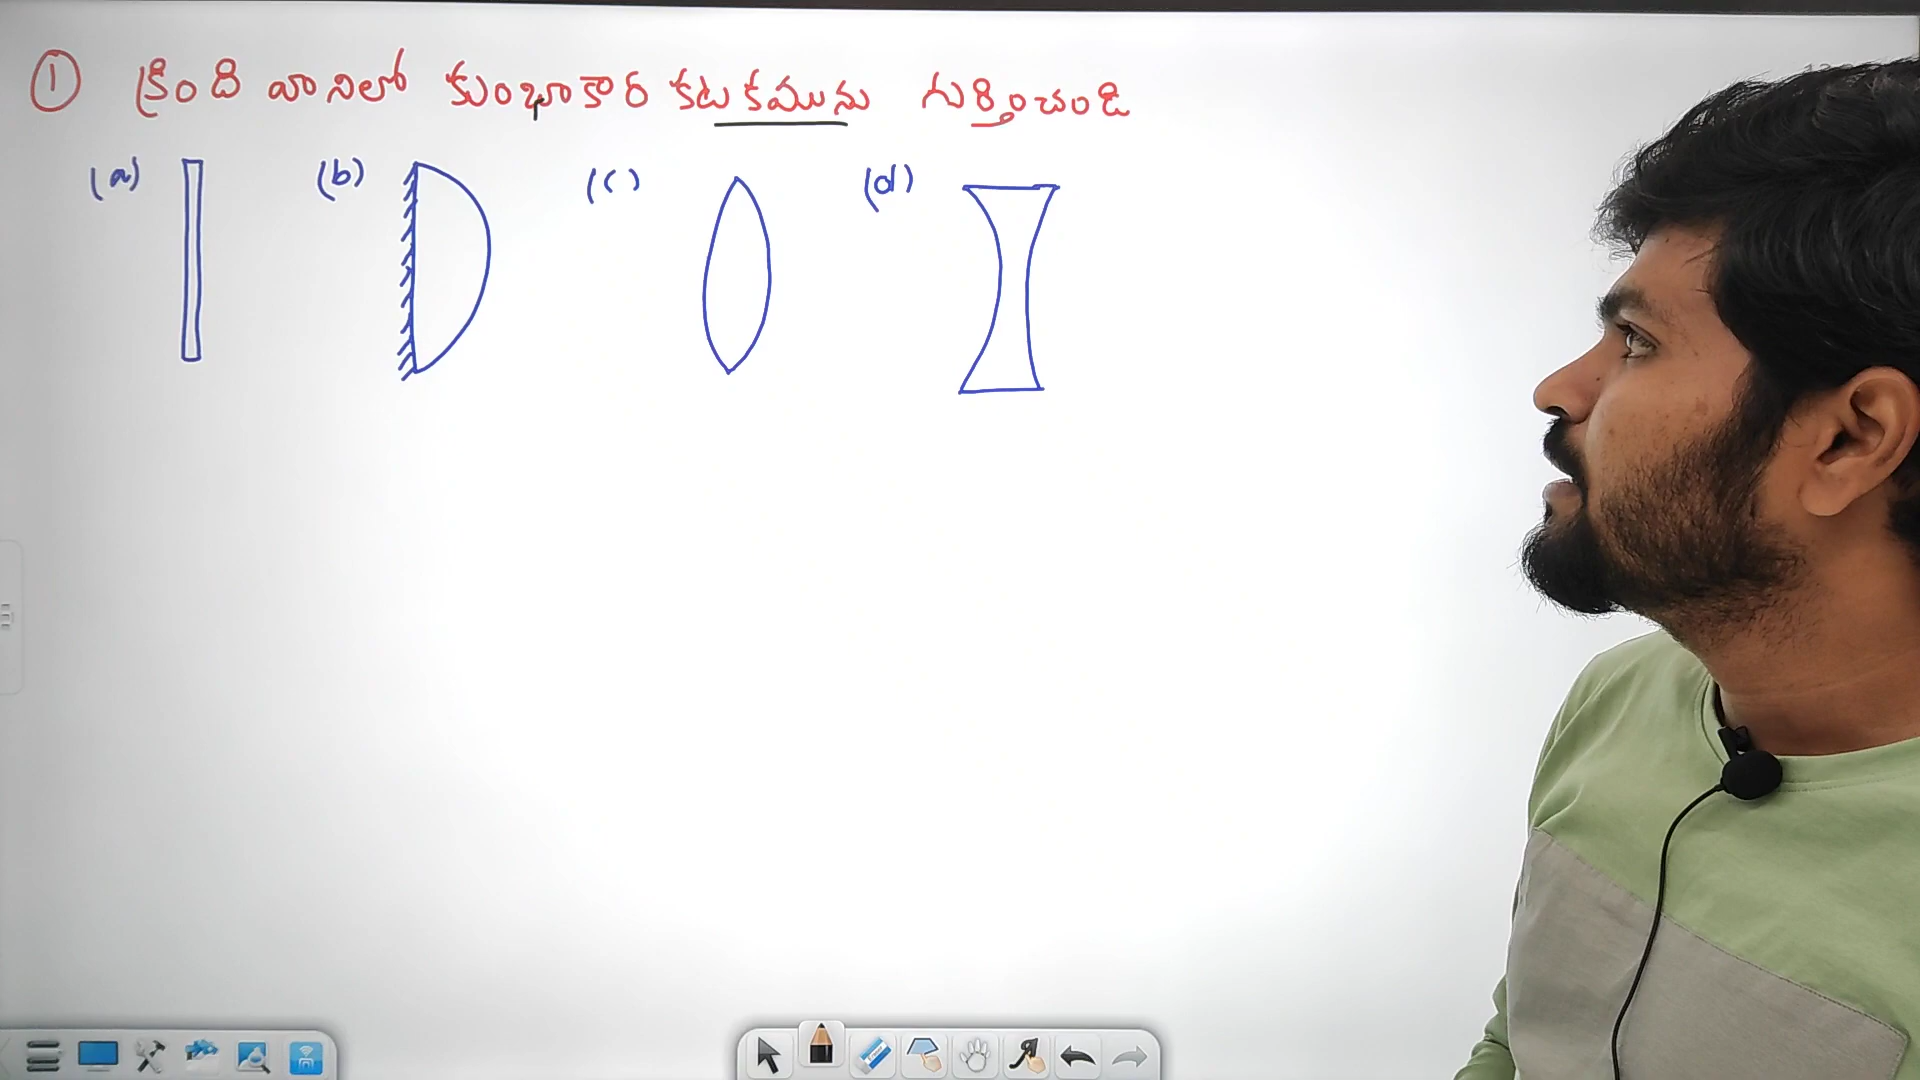 ① క్రింది వానిలో కుంభాకార కటకమును గుర్తించండి
(a) (b) (c) (d)